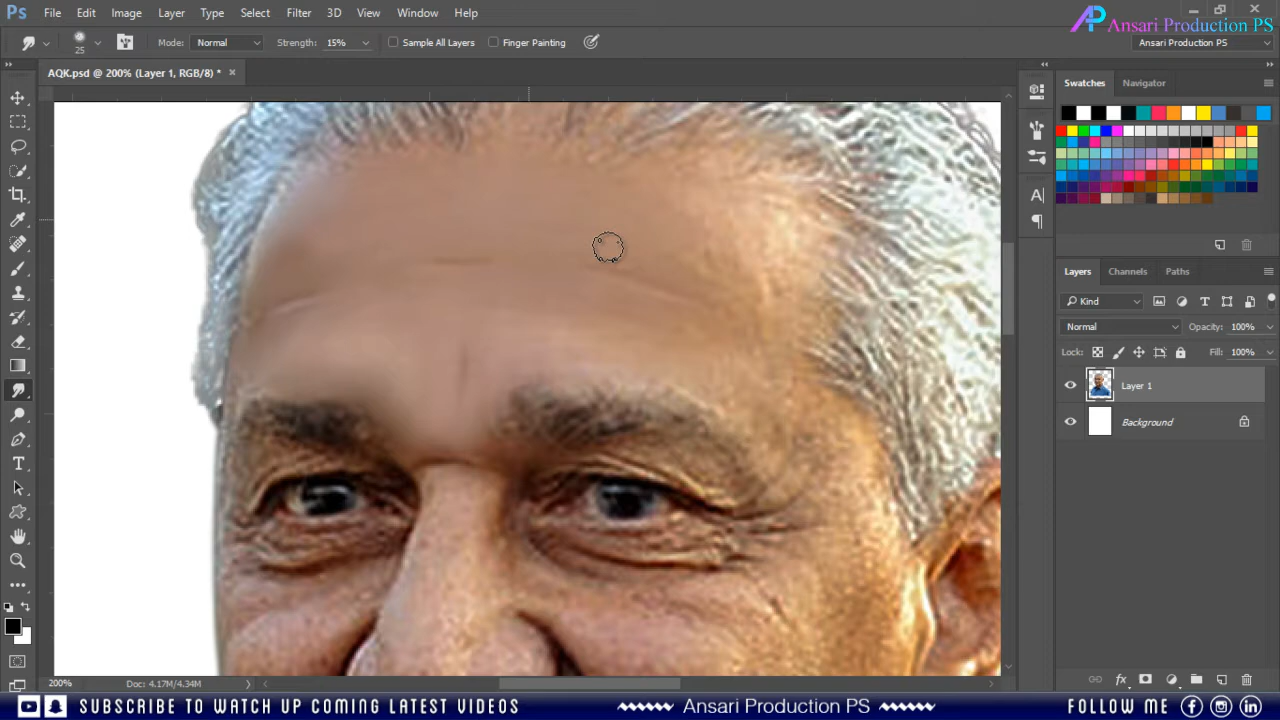 Ps File Edit Image Layer Type Select Filter 3D View Window Help
AP Ansari Production PS
25 Mode: Normal Strength: 15% Sample All Layers Finger Painting
Ansari Production PS
AQK.psd @ 200% (Layer 1, RGB/8) * ×
Swatches Navigator
Layers Channels Paths
Kind
Normal Opacity: 100%
Lock: Fill: 100%
Layer 1
Background
200% Doc: 4.17M/4.34M
SUBSCRIBE TO WATCH UP COMING LATEST VIDEOS Ansari Production PS FOLLOW ME